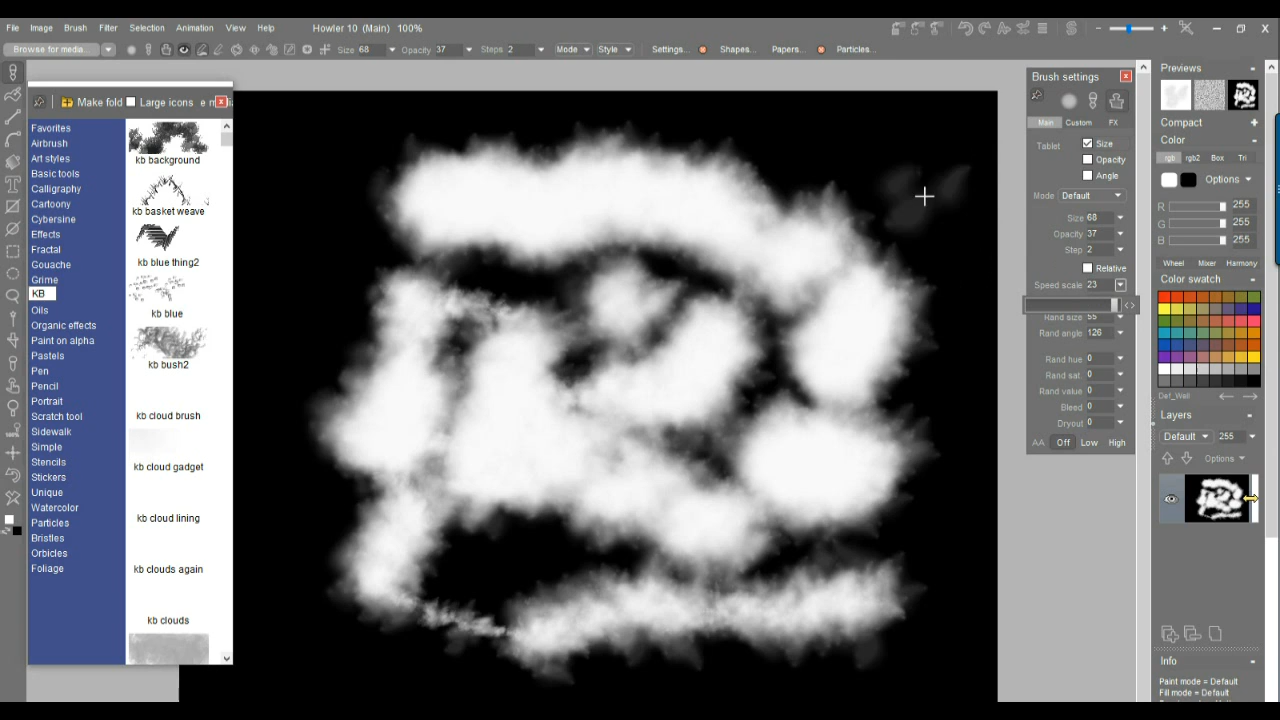 File Image Brush Filter Selection Animation View Help Howler 10 (Main) 100%
Browse for media... Size 68 Opacity 37 Steps 2 Mode Style Settings... Shapes... Papers... Particles...
Make fold Large icons
Favorites
Airbrush
Art styles
Basic tools
Calligraphy
Cartoony
Cybersine
Effects
Fractal
Gouache
Grime
KB
Oils
Organic effects
Paint on alpha
Pastels
Pen
Pencil
Portrait
Scratch tool
Sidewalk
Simple
Stencils
Stickers
Unique
Watercolor
Particles
Bristles
Orbicles
Foliage
kb background
kb basket weave
kb blue thing2
kb blue
kb bush2
kb cloud brush
kb cloud gadget
kb cloud lining
kb clouds again
kb clouds
Brush settings
Main Custom FX
Tablet Size
Opacity
Angle
Mode Default
Size 68
Opacity 37
Step 2
Relative
Speed scale 23
Rand size 55
Rand angle 126
Rand hue 0
Rand sat. 0
Rand value 0
Bleed 0
Dryout 0
AA Off Low High
Previews
Compact
Color
rgb rgb2 Box Tri
Options
R 255
G 255
B 255
Wheel Mixer Harmony
Color swatch
Def_Wall
Layers
Default 255
Options
Info
Paint mode = Default
Fill mode = Default